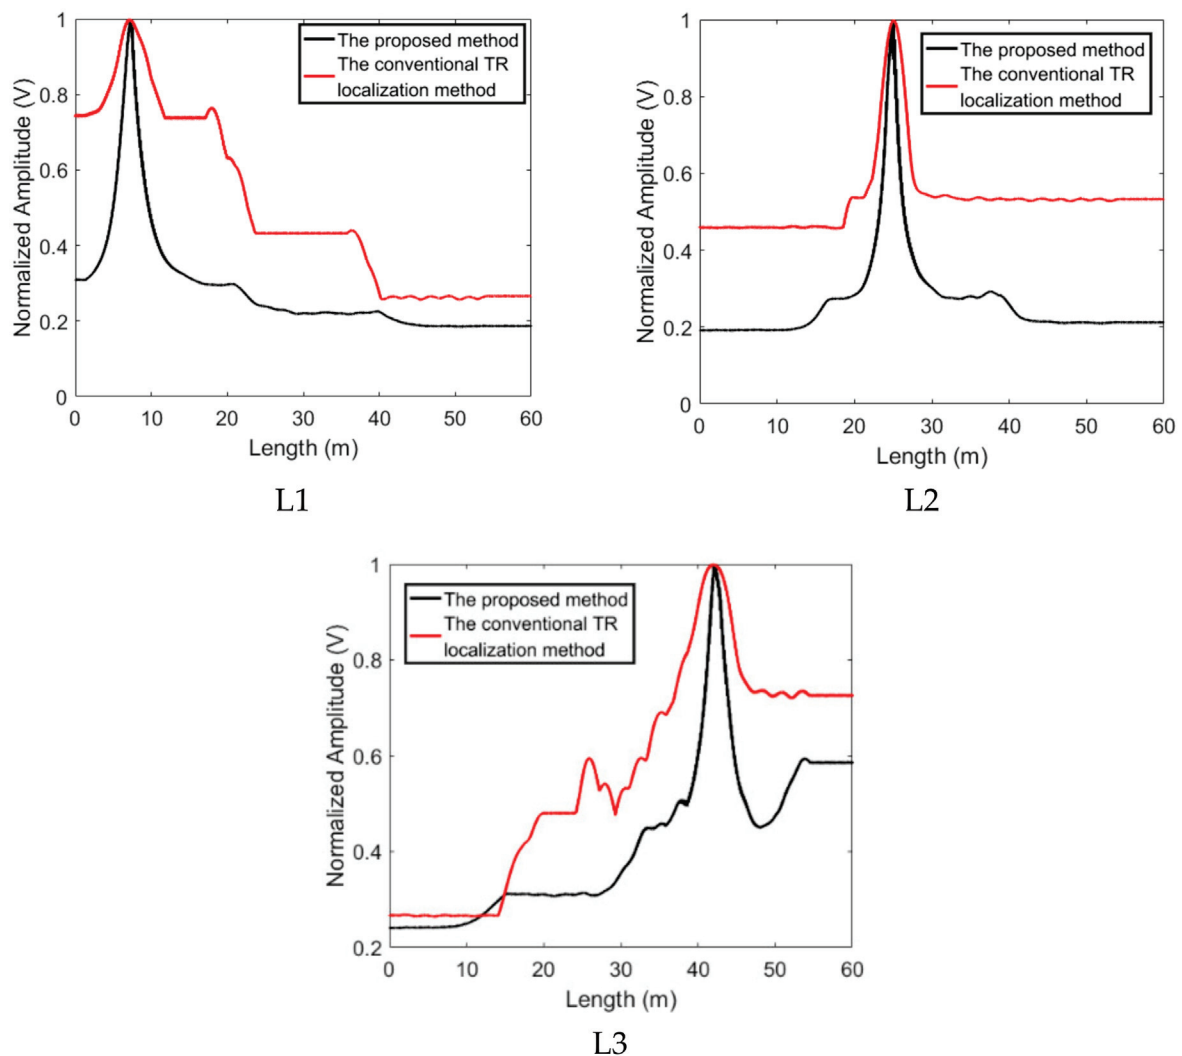 The proposed method
The conventional TR
localization method
Normalized Amplitude (V)
1
0.8
0.6
0.4
0.2
0
0 10 20 30 40 50 60
Length (m)
L1
The proposed method
The conventional TR
localization method
Normalized Amplitude (V)
1
0.8
0.6
0.4
0.2
0
0 10 20 30 40 50 60
Length (m)
L2
The proposed method
The conventional TR
localization method
Normalized Amplitude (V)
1
0.8
0.6
0.4
0.2
0 10 20 30 40 50 60
Length (m)
L3